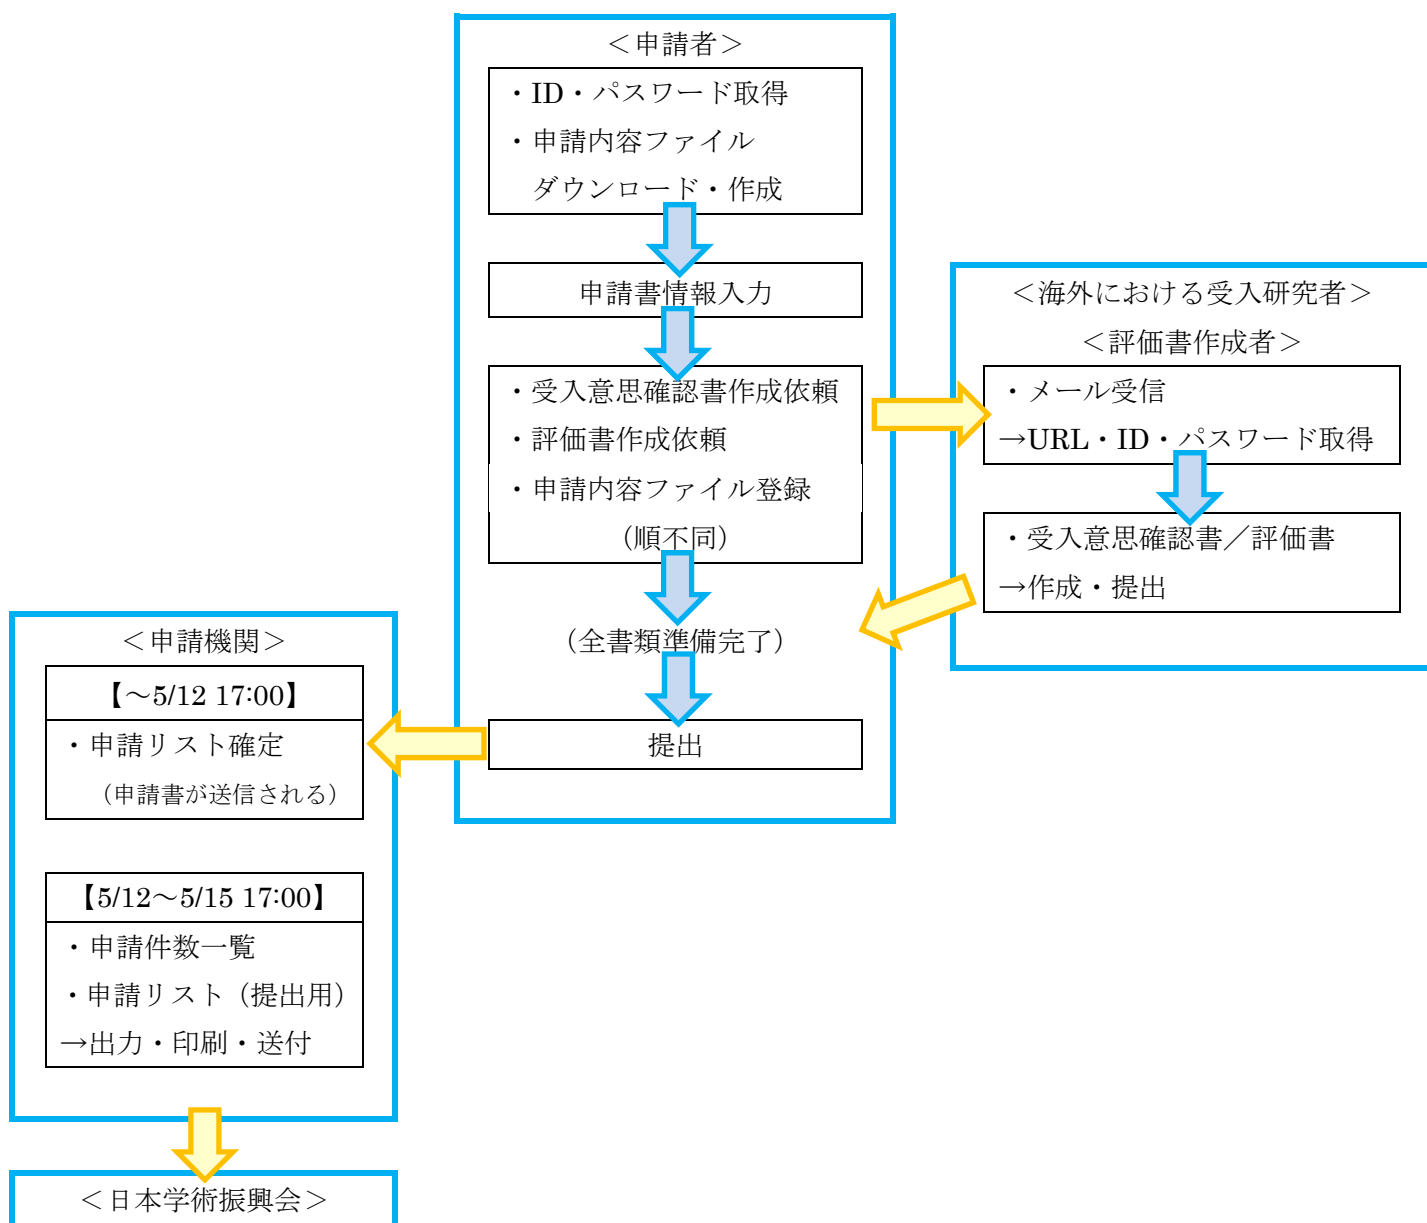 ＜申請者＞
・ID・パスワード取得
・申請内容ファイル
ダウンロード・作成
申請書情報入力
・受入意思確認書作成依頼
・評価書作成依頼
・申請内容ファイル登録
（順不同）
（全書類準備完了）
提出
＜海外における受入研究者＞
＜評価書作成者＞
・メール受信
→URL・ID・パスワード取得
・受入意思確認書／評価書
→作成・提出
＜申請機関＞
【～5/12 17:00】
・申請リスト確定
（申請書が送信される）
【5/12～5/15 17:00】
・申請件数一覧
・申請リスト（提出用）
→出力・印刷・送付
＜日本学術振興会＞